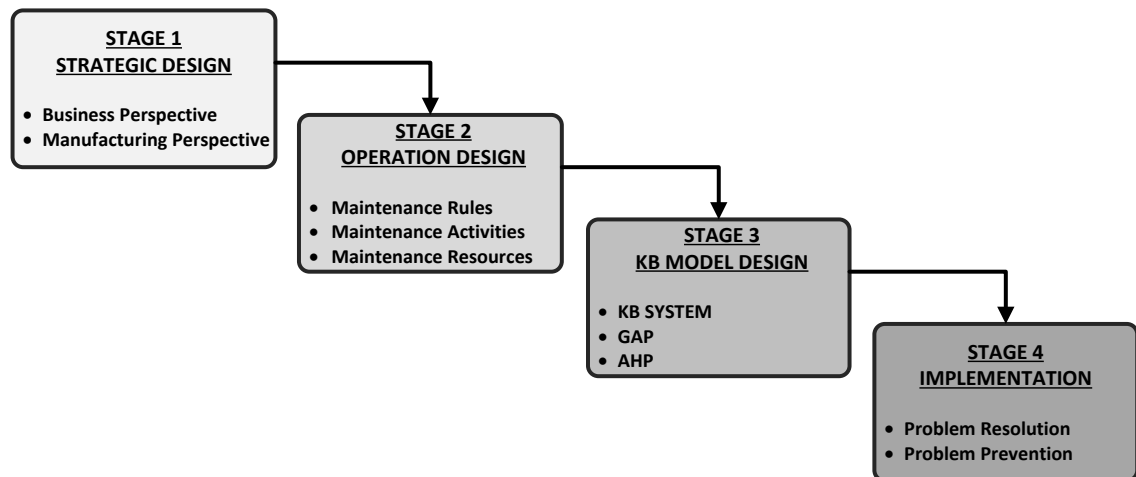 STAGE 1
STRATEGIC DESIGN
• Business Perspective
• Manufacturing Perspective
STAGE 2
OPERATION DESIGN
• Maintenance Rules
• Maintenance Activities
• Maintenance Resources
STAGE 3
KB MODEL DESIGN
• KB SYSTEM
• GAP
• AHP
STAGE 4
IMPLEMENTATION
• Problem Resolution
• Problem Prevention